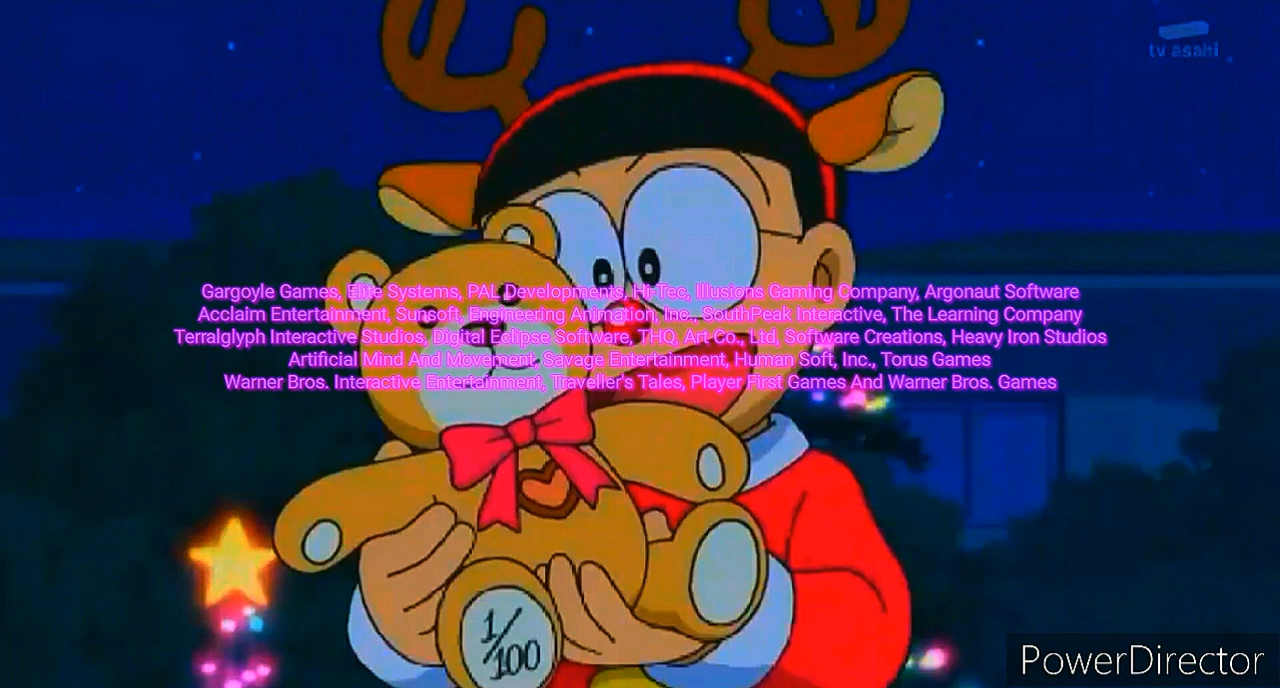 tv asahi
Gargoyle Games, Elite Systems, PAL Developments, Hi-Tec, Illusions Gaming Company, Argonaut Software
Acclaim Entertainment, Sunsoft, Engineering Animation, Inc., SouthPeak Interactive, The Learning Company
Terralglyph Interactive Studios, Digital Eclipse Software, THQ, Art Co., Ltd, Software Creations, Heavy Iron Studios
Artificial Mind And Movement, Savage Entertainment, Human Soft, Inc., Torus Games
Warner Bros. Interactive Entertainment, Traveller's Tales, Player First Games And Warner Bros. Games
1/100
PowerDirector